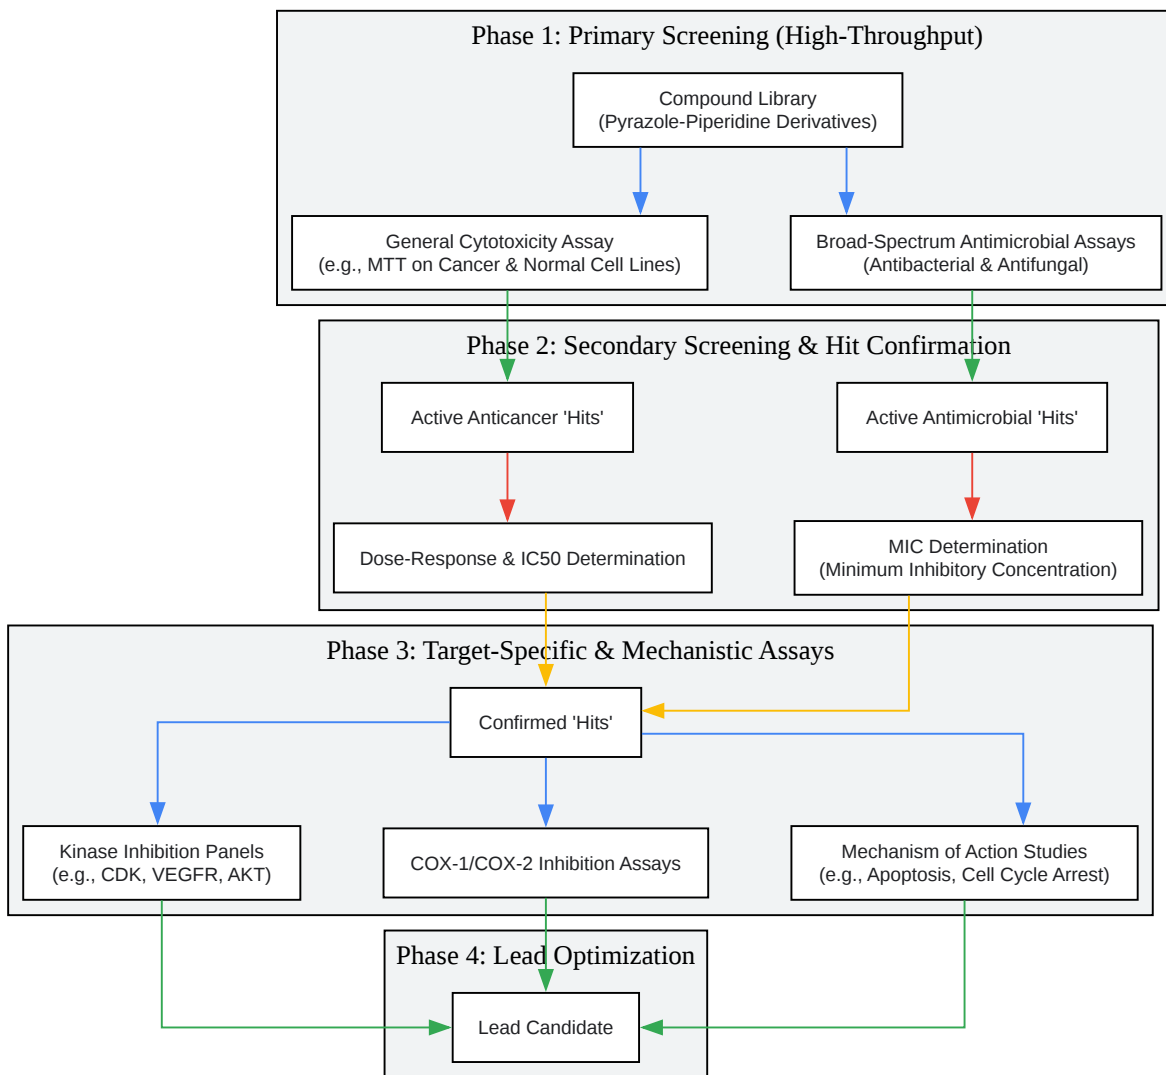 Phase 1: Primary Screening (High-Throughput)
Compound Library
(Pyrazole-Piperidine Derivatives)
General Cytotoxicity Assay
(e.g., MTT on Cancer & Normal Cell Lines)
Broad-Spectrum Antimicrobial Assays
(Antibacterial & Antifungal)
Phase 2: Secondary Screening & Hit Confirmation
Active Anticancer 'Hits'
Active Antimicrobial 'Hits'
Dose-Response & IC50 Determination
MIC Determination
(Minimum Inhibitory Concentration)
Phase 3: Target-Specific & Mechanistic Assays
Confirmed 'Hits'
Kinase Inhibition Panels
(e.g., CDK, VEGFR, AKT)
COX-1/COX-2 Inhibition Assays
Mechanism of Action Studies
(e.g., Apoptosis, Cell Cycle Arrest)
Phase 4: Lead Optimization
Lead Candidate